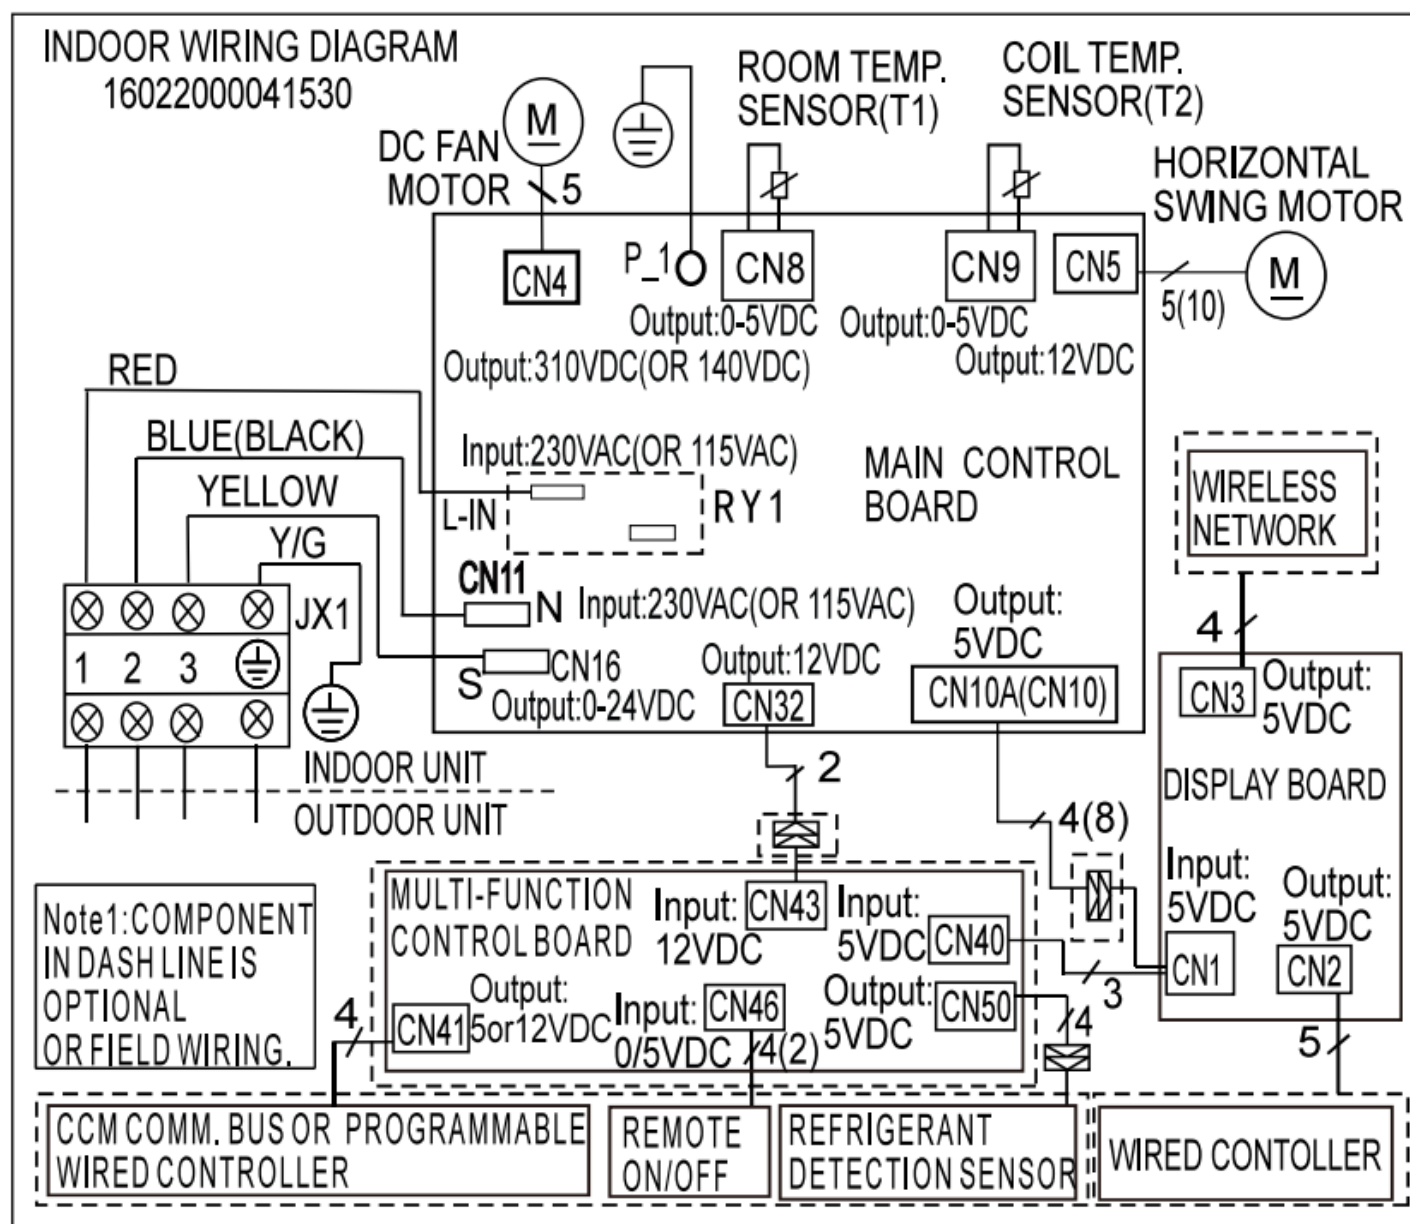 INDOOR WIRING DIAGRAM
16022000041530
DC FAN
MOTOR
M
5
ROOM TEMP.
SENSOR(T1)
COIL TEMP.
SENSOR(T2)
HORIZONTAL
SWING MOTOR
M
5(10)
CN4
P_1
CN8
CN9
CN5
Output:0-5VDC
Output:0-5VDC
Output:310VDC(OR 140VDC)
Output:12VDC
RED
BLUE(BLACK)
YELLOW
Y/G
Input:230VAC(OR 115VAC)
L-IN
RY1
MAIN CONTROL
BOARD
CN11
N
Input:230VAC(OR 115VAC)
S
CN16
Output:0-24VDC
Output:12VDC
CN32
Output:
5VDC
CN10A(CN10)
JX1
1 2 3
INDOOR UNIT
OUTDOOR UNIT
WIRELESS
NETWORK
4
CN3
Output:
5VDC
DISPLAY BOARD
Input:
5VDC
CN1
Output:
5VDC
CN2
5
2
4(8)
3
Note1:COMPONENT
IN DASH LINE IS
OPTIONAL
OR FIELD WIRING.
MULTI-FUNCTION
CONTROL BOARD
Input:
12VDC
CN43
Input:
5VDC
CN40
4
CN41
Output:
5or12VDC
Input:
0/5VDC
CN46
4(2)
Output:
5VDC
CN50
4
CCM COMM. BUS OR PROGRAMMABLE
WIRED CONTROLLER
REMOTE
ON/OFF
REFRIGERANT
DETECTION SENSOR
WIRED CONTOLLER